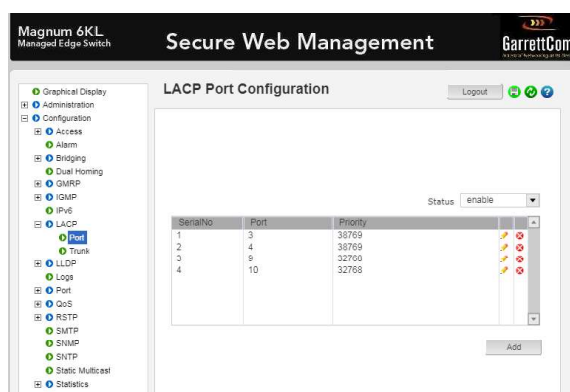 Magnum 6KL
Managed Edge Switch
Secure Web Management
GarrettCom
LACP Port Configuration
Logout
Graphical Display
Administration
Configuration
Access
Alarm
Bridging
Dual Homing
GMRP
IGMP
IPv6
LACP
Port
Trunk
LLDP
Logs
Port
QoS
RSTP
SMTP
SNMP
SNTP
Static Multicast
Statistics
Status enable
SerialNo Port Priority
1 3 38769
2 4 38769
3 9 32768
4 10 32768
Add